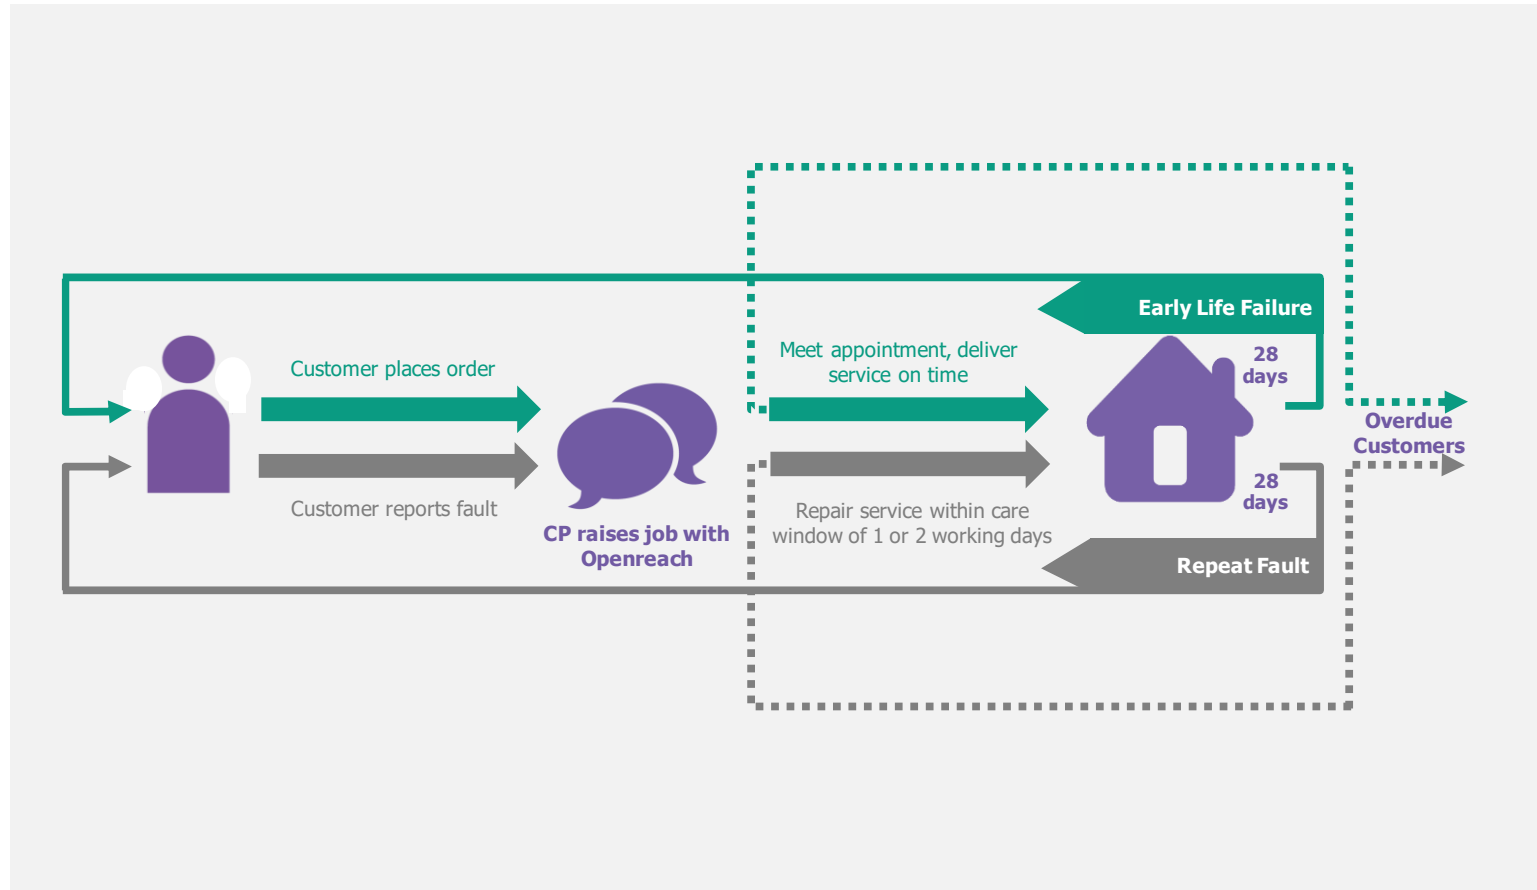 Early Life Failure
Customer places order
Meet appointment, deliver
service on time
28
days
Overdue
Customers
Customer reports fault
CP raises job with
Openreach
Repair service within care
window of 1 or 2 working days
28
days
Repeat Fault